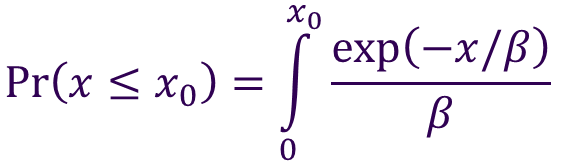 Pr(x ≤ x₀) = ∫₀^x₀ exp(−x/β)/β